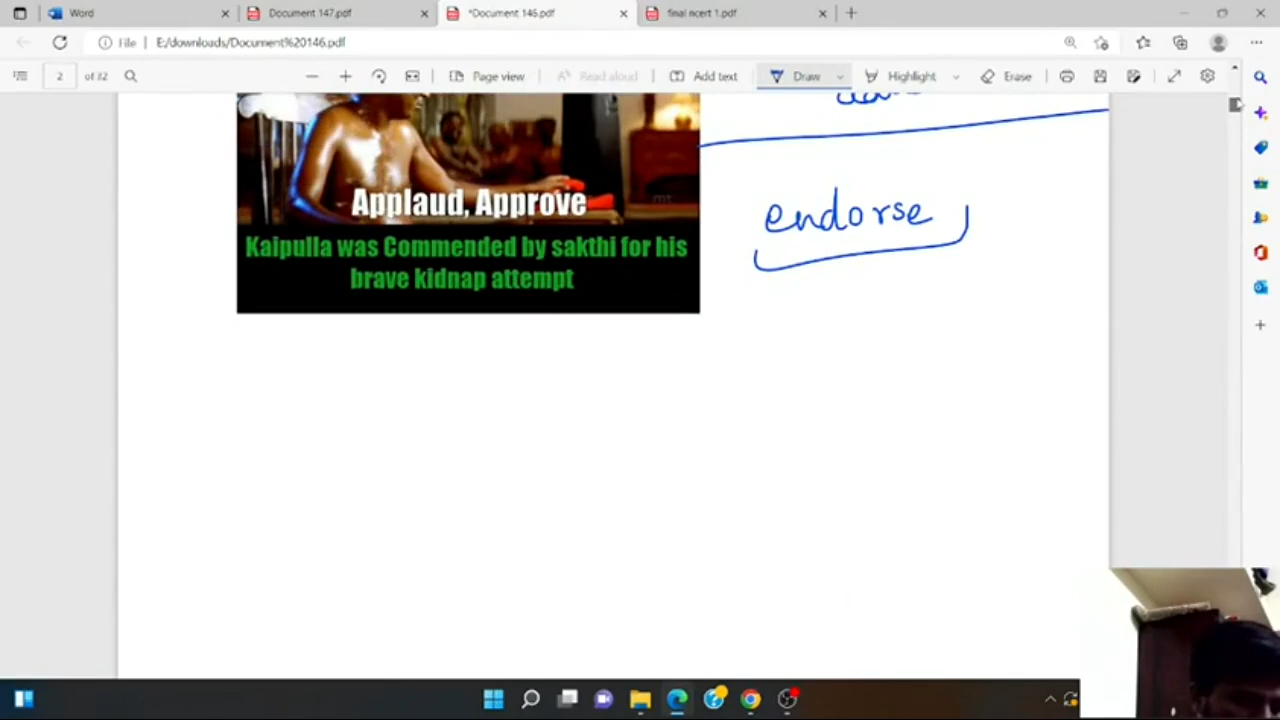 Word
Document 147.pdf
*Document 146.pdf
final ncert 1.pdf
File
E:/downloads/Document%20146.pdf
2 of 32
Page view
Read aloud
Add text
Draw
Highlight
Erase
Applaud, Approve
endorse
Kaipulla was Commended by sakthi for his
brave kidnap attempt